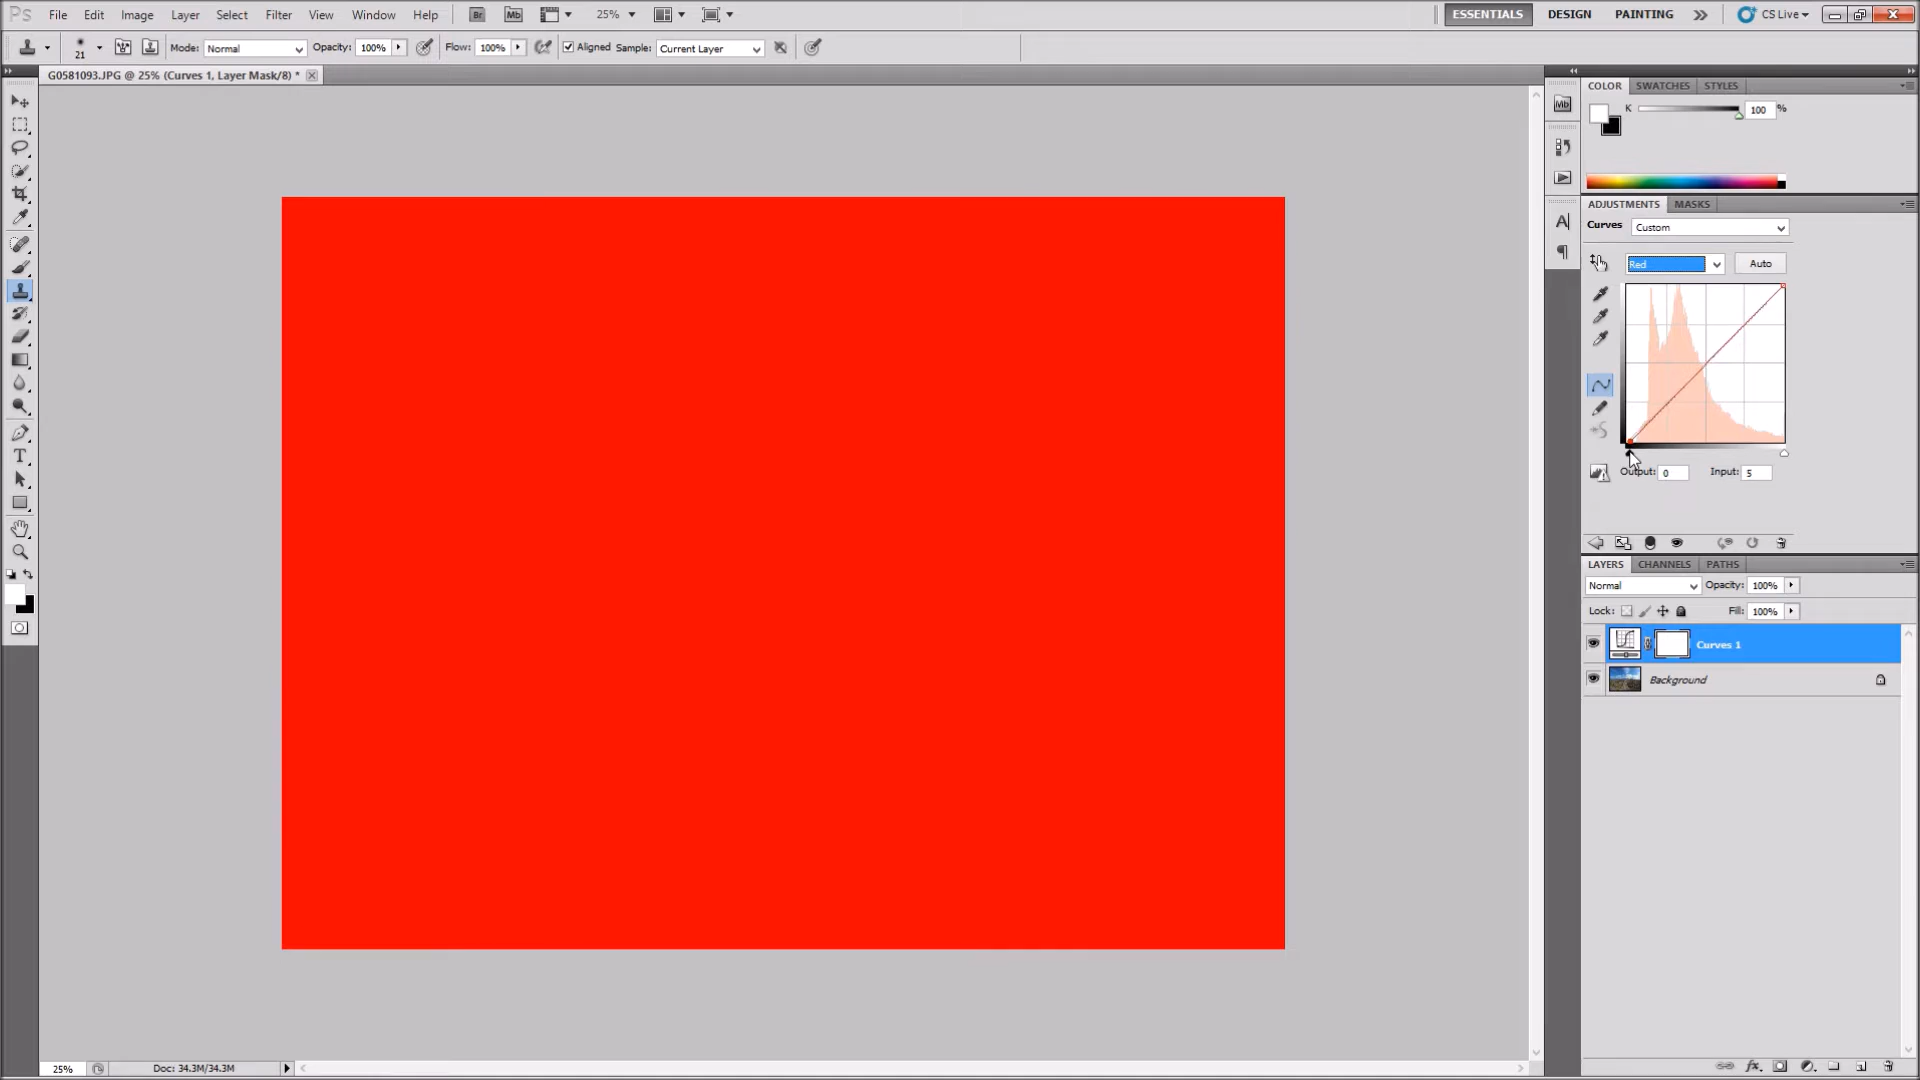 Ps File Edit Image Layer Select Filter View Window Help Br Mb 25% ESSENTIALS DESIGN PAINTING CS Live
21 Mode: Normal Opacity: 100% Flow: 100% Aligned Sample: Current Layer
G0581093.JPG @ 25% (Curves 1, Layer Mask/8) *
COLOR SWATCHES STYLES
Mb
K 100 %
ADJUSTMENTS MASKS
Curves Custom
A
Red Auto
Output: 0 Input: 5
T
LAYERS CHANNELS PATHS
Normal Opacity: 100%
Lock: Fill: 100%
Curves 1
Background
25% Doc: 34.3M/34.3M
fx